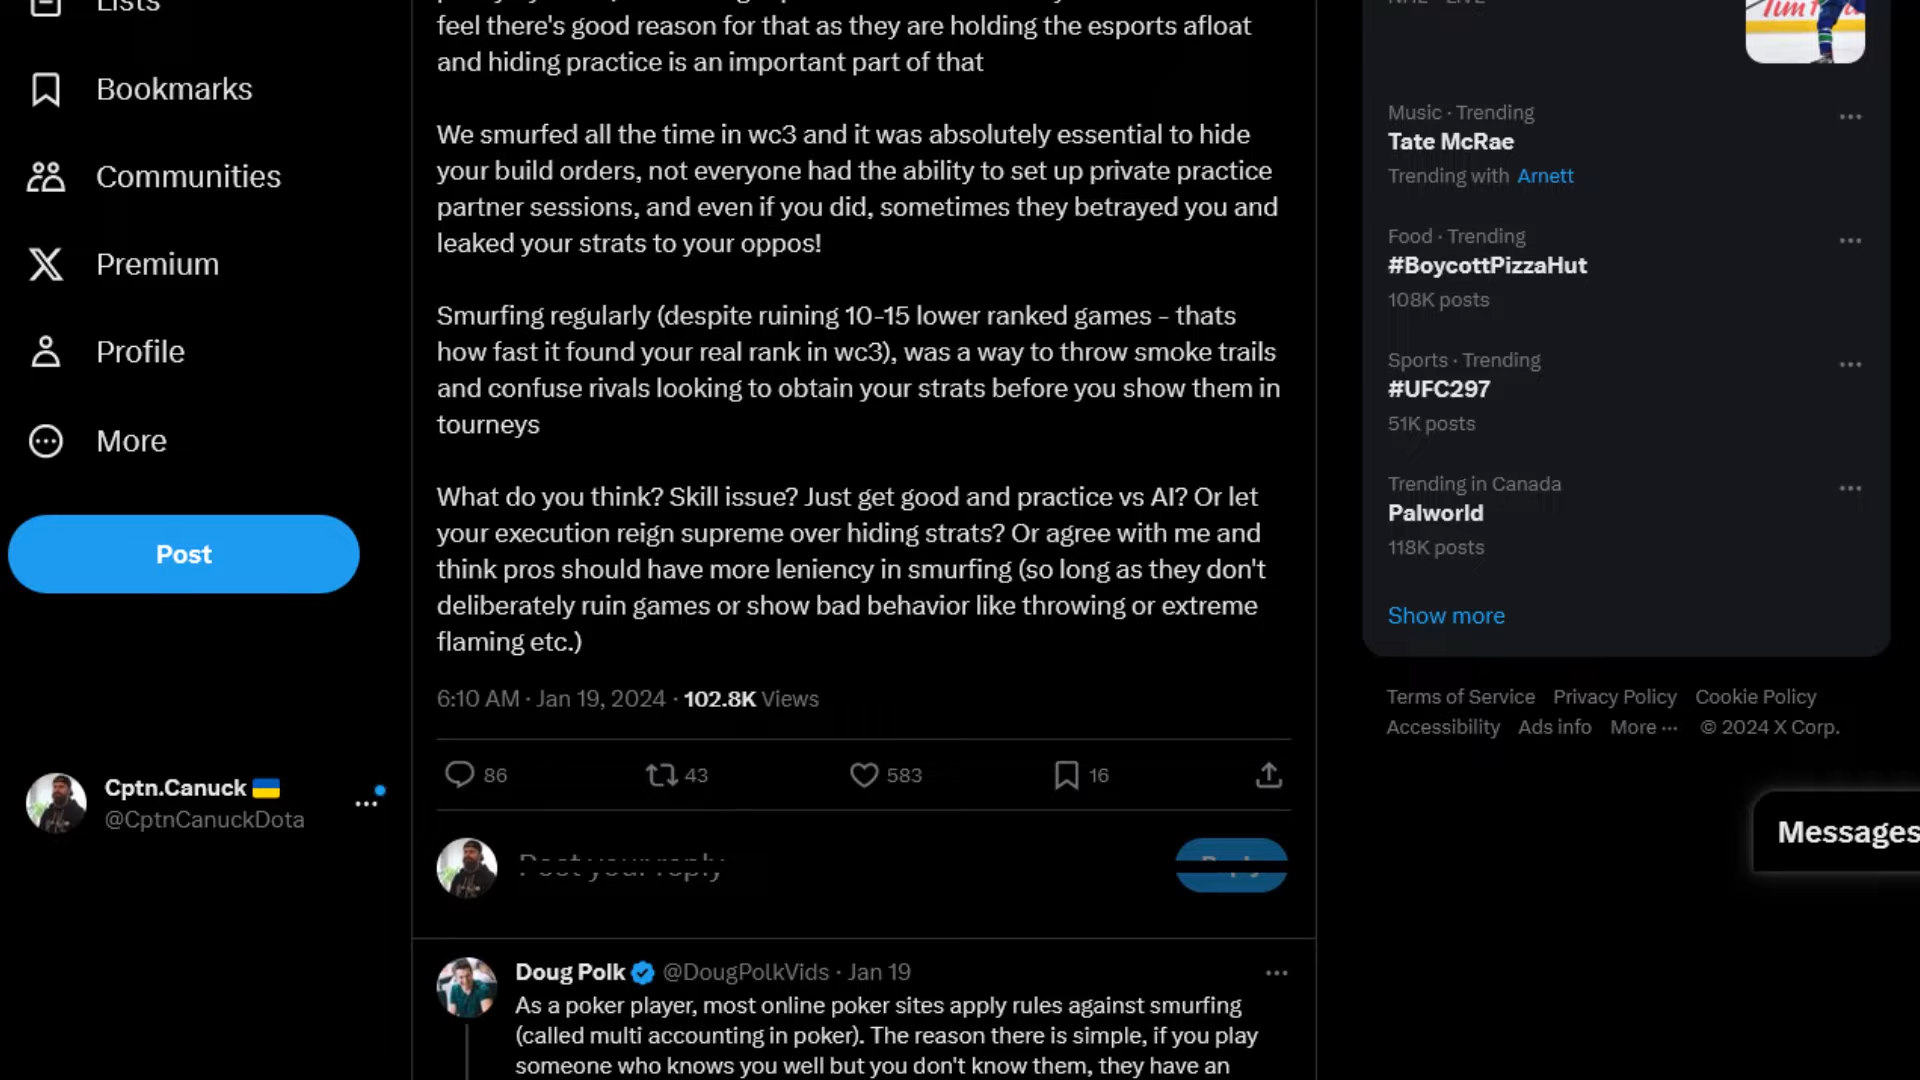 Lists
Bookmarks
Communities
Premium
Profile
More
Post
Cptn.Canuck
@CptnCanuckDota
feel there's good reason for that as they are holding the esports afloat
and hiding practice is an important part of that
We smurfed all the time in wc3 and it was absolutely essential to hide
your build orders, not everyone had the ability to set up private practice
partner sessions, and even if you did, sometimes they betrayed you and
leaked your strats to your oppos!
Smurfing regularly (despite ruining 10-15 lower ranked games - thats
how fast it found your real rank in wc3), was a way to throw smoke trails
and confuse rivals looking to obtain your strats before you show them in
tourneys
What do you think? Skill issue? Just get good and practice vs AI? Or let
your execution reign supreme over hiding strats? Or agree with me and
think pros should have more leniency in smurfing (so long as they don't
deliberately ruin games or show bad behavior like throwing or extreme
flaming etc.)
6:10 AM · Jan 19, 2024 · 102.8K Views
86 43 583 16
Post your reply
Reply
Doug Polk @DougPolkVids · Jan 19
As a poker player, most online poker sites apply rules against smurfing
(called multi accounting in poker). The reason there is simple, if you play
someone who knows you well but you don't know them, they have an
Music · Trending
Tate McRae
Trending with Arnett
Food · Trending
#BoycottPizzaHut
108K posts
Sports · Trending
#UFC297
51K posts
Trending in Canada
Palworld
118K posts
Show more
Terms of Service Privacy Policy Cookie Policy
Accessibility Ads info More ··· © 2024 X Corp.
Messages